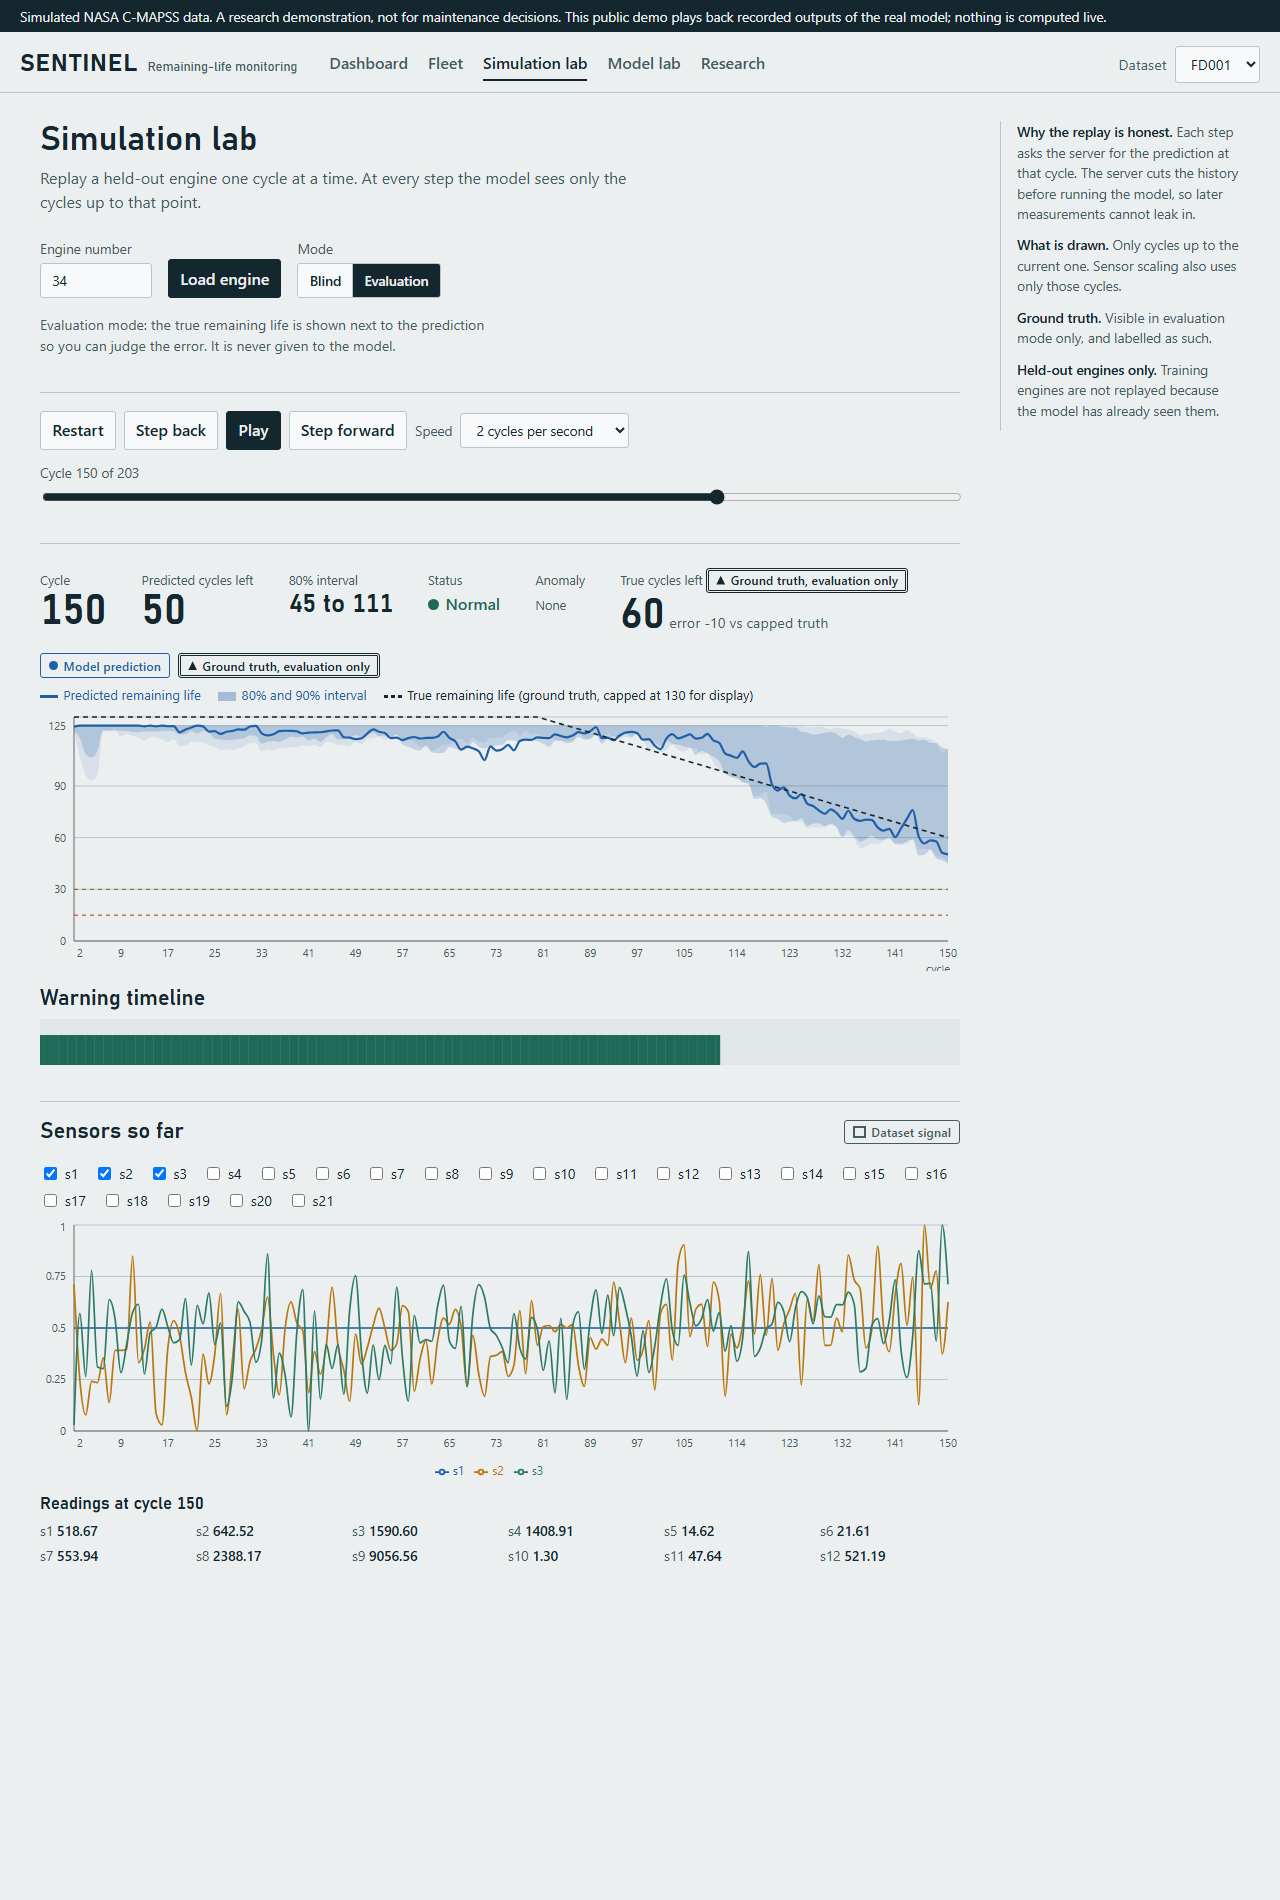 Simulated NASA C-MAPSS data. A research demonstration, not for maintenance decisions. This public demo plays back recorded outputs of the real model; nothing is computed live.
SENTINEL Remaining-life monitoring Dashboard Fleet Simulation lab Model lab Research Dataset FD001
Simulation lab
Replay a held-out engine one cycle at a time. At every step the model sees only the
cycles up to that point.
Engine number
34
Load engine
Mode
Blind Evaluation
Evaluation mode: the true remaining life is shown next to the prediction
so you can judge the error. It is never given to the model.
Why the replay is honest. Each step
asks the server for the prediction at
that cycle. The server cuts the history
before running the model, so later
measurements cannot leak in.
What is drawn. Only cycles up to the
current one. Sensor scaling also uses
only those cycles.
Ground truth. Visible in evaluation
mode only, and labelled as such.
Held-out engines only. Training
engines are not replayed because
the model has already seen them.
Restart Step back Play Step forward Speed 2 cycles per second
Cycle 150 of 203
Cycle
150
Predicted cycles left
50
80% interval
45 to 111
Status
Normal
Anomaly
None
True cycles left ▲ Ground truth, evaluation only
60 error -10 vs capped truth
Model prediction ▲ Ground truth, evaluation only
Predicted remaining life 80% and 90% interval True remaining life (ground truth, capped at 130 for display)
125
90
60
30
0
2 9 17 25 33 41 49 57 65 73 81 89 97 105 114 123 132 141 150
cycle
Warning timeline
Sensors so far
Dataset signal
s1 s2 s3 s4 s5 s6 s7 s8 s9 s10 s11 s12 s13 s14 s15 s16
s17 s18 s19 s20 s21
1
0.75
0.5
0.25
0
2 9 17 25 33 41 49 57 65 73 81 89 97 105 114 123 132 141 150
s1 s2 s3
Readings at cycle 150
s1 518.67 s2 642.52 s3 1590.60 s4 1408.91 s5 14.62 s6 21.61
s7 553.94 s8 2388.17 s9 9056.56 s10 1.30 s11 47.64 s12 521.19